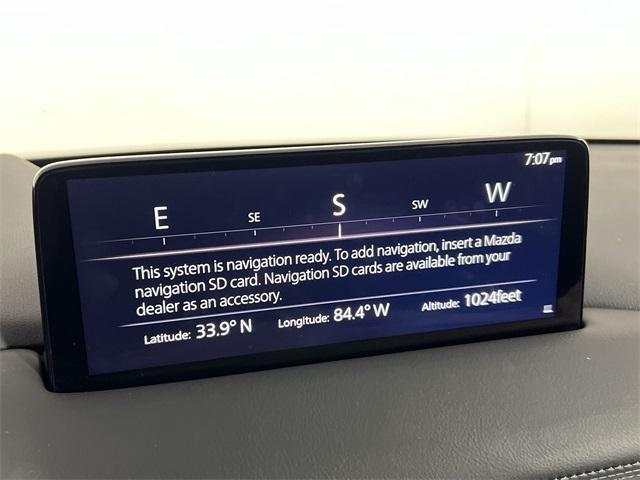 7:07pm
E SE S SW W
This system is navigation ready. To add navigation, insert a Mazda
navigation SD card. Navigation SD cards are available from your
dealer as an accessory.
Latitude: 33.9° N Longitude: 84.4° W Altitude: 1024feet